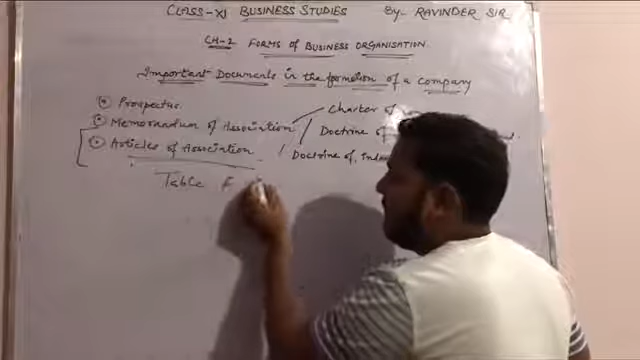 CLASS-XI BUSINESS STUDIES By- RAVINDER SIR
CH-2 FORMS OF BUSINESS ORGANISATION
Important Documents in the formation of a company
Prospectus
Memorandum of Association
Articles of Association
Charter of
Doctrine of
Doctrine of
Table F